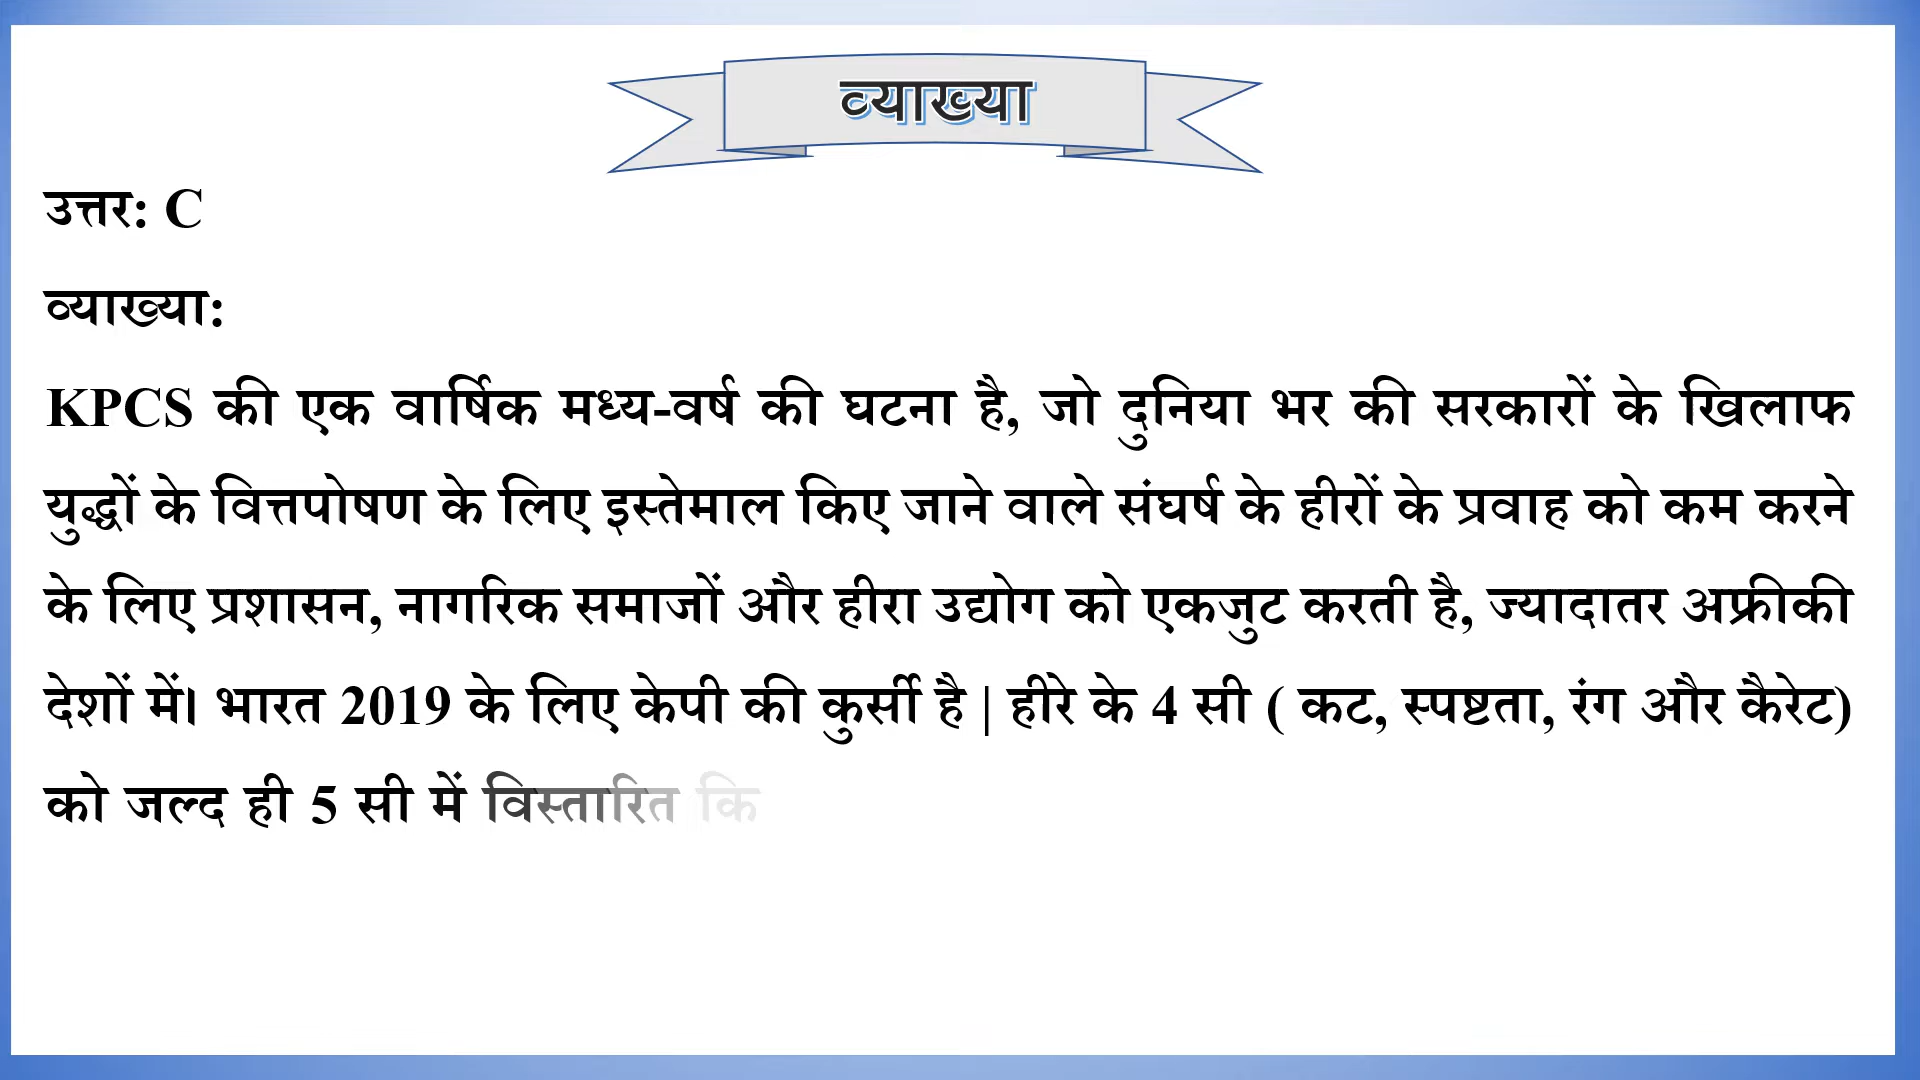 व्याख्या
उत्तर: C
व्याख्या:
KPCS की एक वार्षिक मध्य-वर्ष की घटना है, जो दुनिया भर की सरकारों के खिलाफ
युद्धों के वित्तपोषण के लिए इस्तेमाल किए जाने वाले संघर्ष के हीरों के प्रवाह को कम करने
के लिए प्रशासन, नागरिक समाजों और हीरा उद्योग को एकजुट करती है, ज्यादातर अफ्रीकी
देशों में। भारत 2019 के लिए केपी की कुर्सी है | हीरे के 4 सी ( कट, स्पष्टता, रंग और कैरेट)
को जल्द ही 5 सी में विस्तारित कि